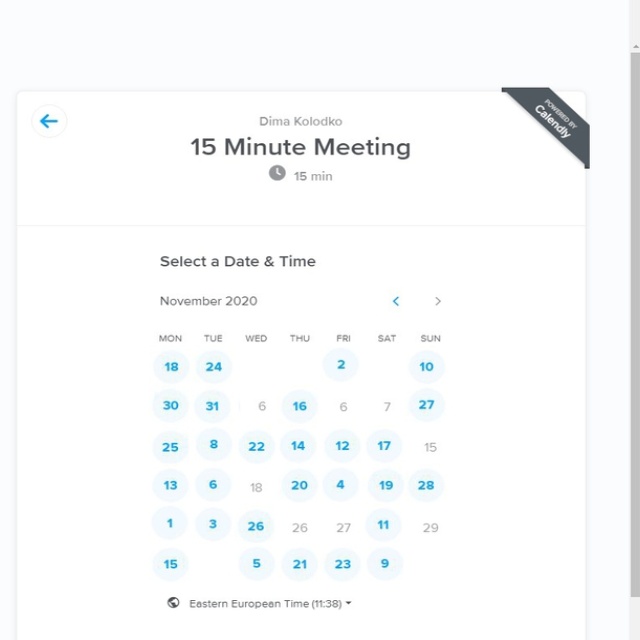 POWERED BY
Calendly
Dima Kolodko
15 Minute Meeting
15 min
Select a Date & Time
November 2020
MON TUE WED THU FRI SAT SUN
18 24 2 10
30 31 6 16 6 7 27
25 8 22 14 12 17 15
13 6 18 20 4 19 28
1 3 26 26 27 11 29
15 5 21 23 9
Eastern European Time (11:38)